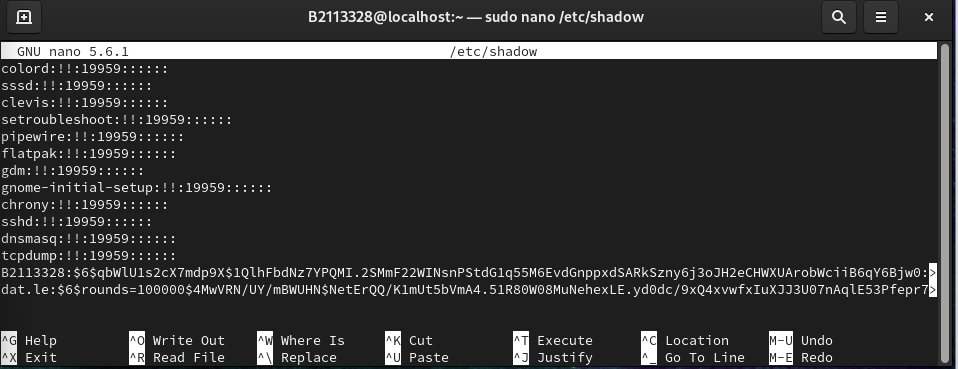 B2113328@localhost:~ — sudo nano /etc/shadow
GNU nano 5.6.1 /etc/shadow
colord:!!:19959::::::
sssd:!!:19959::::::
clevis:!!:19959::::::
setroubleshoot:!!:19959::::::
pipewire:!!:19959::::::
flatpak:!!:19959::::::
gdm:!!:19959::::::
gnome-initial-setup:!!:19959::::::
chrony:!!:19959::::::
sshd:!!:19959::::::
dnsmasq:!!:19959::::::
tcpdump:!!:19959::::::
B2113328:$6$qbWlU1s2cX7mdp9X$1QlhFbdNz7YPQMI.2SMmF22WINsnPStdG1q55M6EvdGnppxdSARkSzny6j3oJH2eCHWXUArobWciiB6qY6Bjw0:>
dat.le:$6$rounds=100000$4MwVRN/UY/mBWUHN$NetErQQ/K1mUt5bVmA4.51R80W08MuNehexLE.yd0dc/9xQ4xvwfxIuXJJ3U07nAqlE53Pfepr7>
^G Help ^O Write Out ^W Where Is ^K Cut ^T Execute ^C Location M-U Undo
^X Exit ^R Read File ^\ Replace ^U Paste ^J Justify ^_ Go To Line M-E Redo